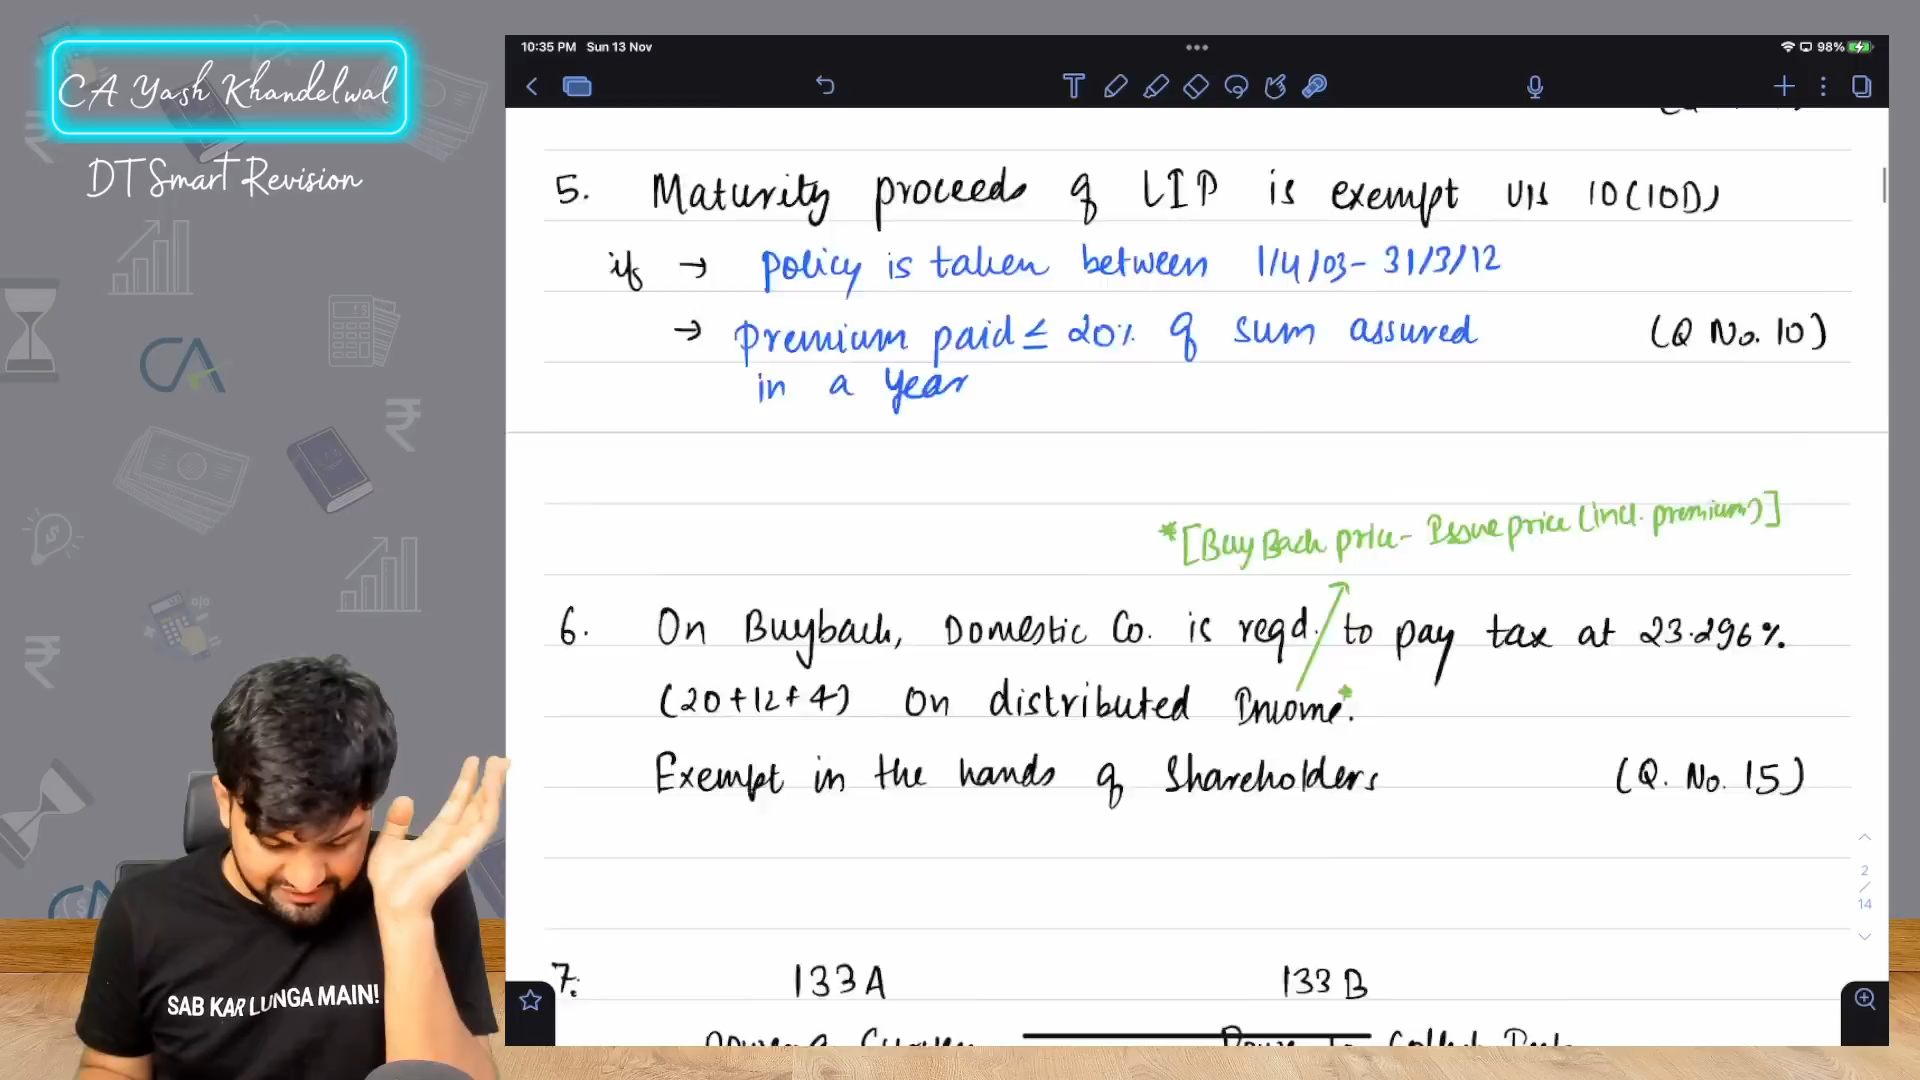 CA Yash Khandelwal
DT Smart Revision
10:35 PM Sun 13 Nov
98%
5. Maturity proceeds of LIP is exempt u/s 10(10D)
if → policy is taken between 1/4/03 - 31/3/12
→ premium paid ≤ 20% of sum assured (Q No. 10)
in a year
*[Buy Back price - Issue price (incl. premium)]
6. On Buyback, Domestic Co. is reqd. to pay tax at 23.296%
(20+12+4) on distributed Income*.
Exempt in the hands of Shareholders (Q. No. 15)
2
/
14
7. 133A 133B
SAB KAR LUNGA MAIN!